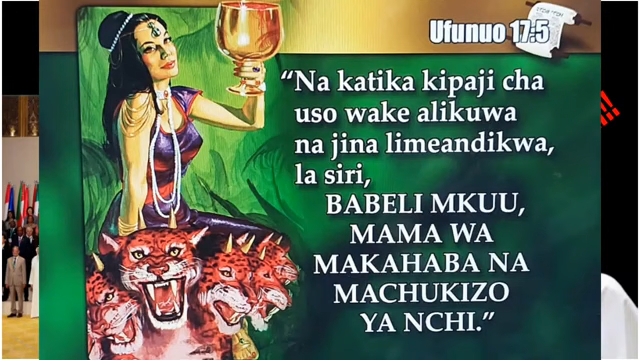 Ufunuo 17:5
“Na katika kipaji cha
uso wake alikuwa
na jina limeandikwa,
la siri,
BABELI MKUU,
MAMA WA
MAKAHABA NA
MACHUKIZO
YA NCHI.”
!!!